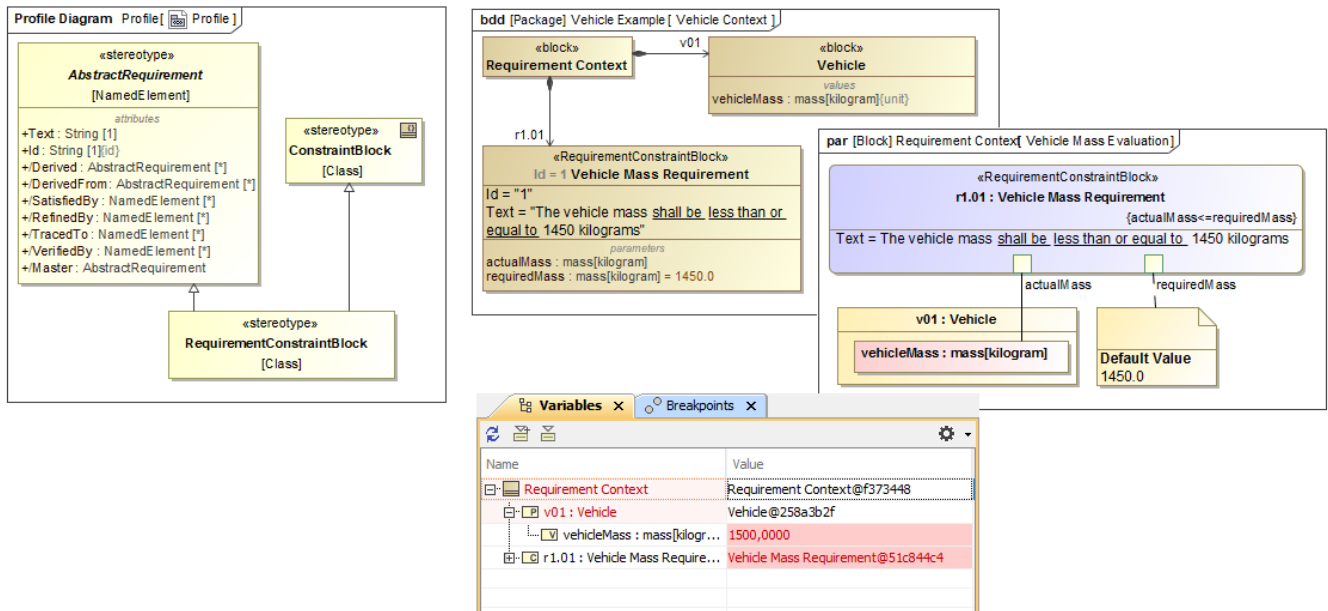 Profile Diagram Profile[ Profile ]
«stereotype»
AbstractRequirement
[NamedElement]
attributes
+Text : String [1]
+Id : String [1]{id}
+/Derived : AbstractRequirement [*]
+/DerivedFrom : AbstractRequirement [*]
+/SatisfiedBy : NamedElement [*]
+/RefinedBy : NamedElement [*]
+/TracedTo : NamedElement [*]
+/VerifiedBy : NamedElement [*]
+/Master : AbstractRequirement
«stereotype»
ConstraintBlock
[Class]
«stereotype»
RequirementConstraintBlock
[Class]
bdd [Package] Vehicle Example [ Vehicle Context ]
«block»
Requirement Context
v01
«block»
Vehicle
values
vehicleMass : mass[kilogram]{unit}
r1.01
«RequirementConstraintBlock»
Id = 1 Vehicle Mass Requirement
Id = "1"
Text = "The vehicle mass shall be less than or
equal to 1450 kilograms"
parameters
actualMass : mass[kilogram]
requiredMass : mass[kilogram] = 1450.0
par [Block] Requirement Context[ Vehicle Mass Evaluation]
«RequirementConstraintBlock»
r1.01 : Vehicle Mass Requirement
{actualMass<=requiredMass}
Text = The vehicle mass shall be less than or equal to 1450 kilograms
actualMass
requiredMass
v01 : Vehicle
vehicleMass : mass[kilogram]
Default Value
1450.0
Variables
Breakpoints
Name Value
Requirement Context Requirement Context@f373448
P v01 : Vehicle Vehicle@258a3b2f
V vehicleMass : mass[kilogr... 1500,0000
C r1.01 : Vehicle Mass Require... Vehicle Mass Requirement@51c844c4